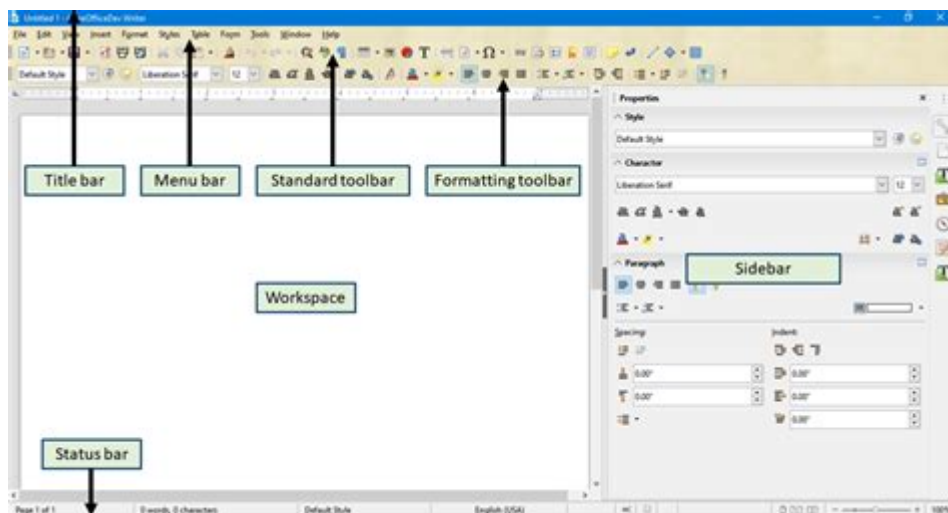 Untitled 1 - LibreOfficeDev Writer
File Edit View Insert Format Styles Table Form Tools Window Help
Default Style Liberation Serif 12
Properties
Style
Default Style
Title bar Menu bar Standard toolbar Formatting toolbar
Character
Liberation Serif 12
Paragraph
Sidebar
Workspace
Spacing: Indent:
0.00" 0.00"
0.00" 0.00"
0.00"
Status bar
Page 1 of 1 0 words, 0 characters Default Style English (USA) 100%